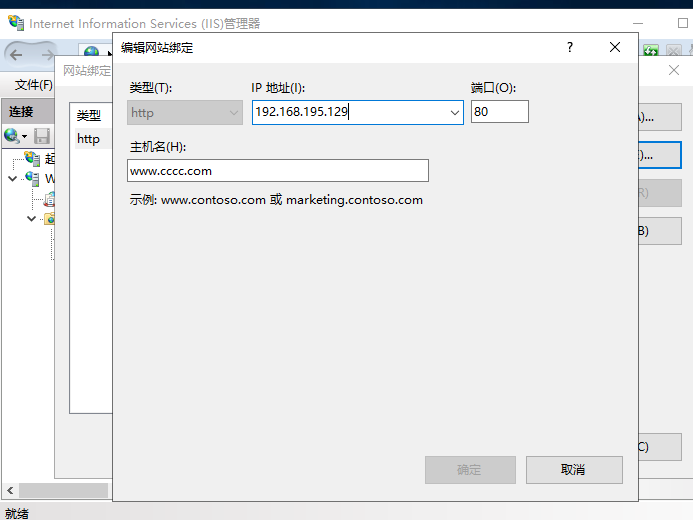 Internet Information Services (IIS)管理器
网站绑定
编辑网站绑定
?
文件(F)
连接
类型
http
类型(T):
IP 地址(I):
端口(O):
http
192.168.195.129
80
主机名(H):
www.cccc.com
示例: www.contoso.com 或 marketing.contoso.com
起
W
)...
)...
R)
B)
C)
确定
取消
就绪